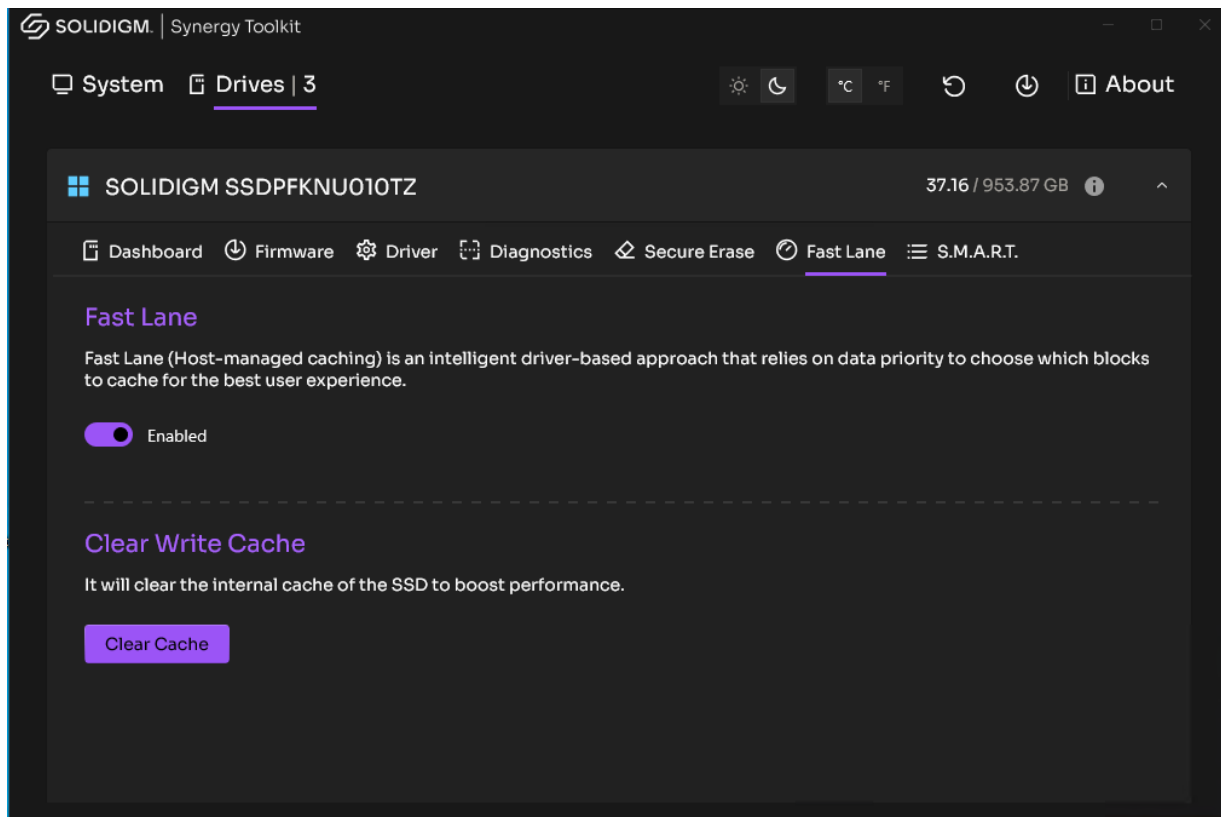 SOLIDIGM. | Synergy Toolkit
System Drives | 3 °C °F About
SOLIDIGM SSDPFKNU010TZ 37.16 / 953.87 GB
Dashboard Firmware Driver Diagnostics Secure Erase Fast Lane S.M.A.R.T.
Fast Lane
Fast Lane (Host-managed caching) is an intelligent driver-based approach that relies on data priority to choose which blocks
to cache for the best user experience.
Enabled
Clear Write Cache
It will clear the internal cache of the SSD to boost performance.
Clear Cache